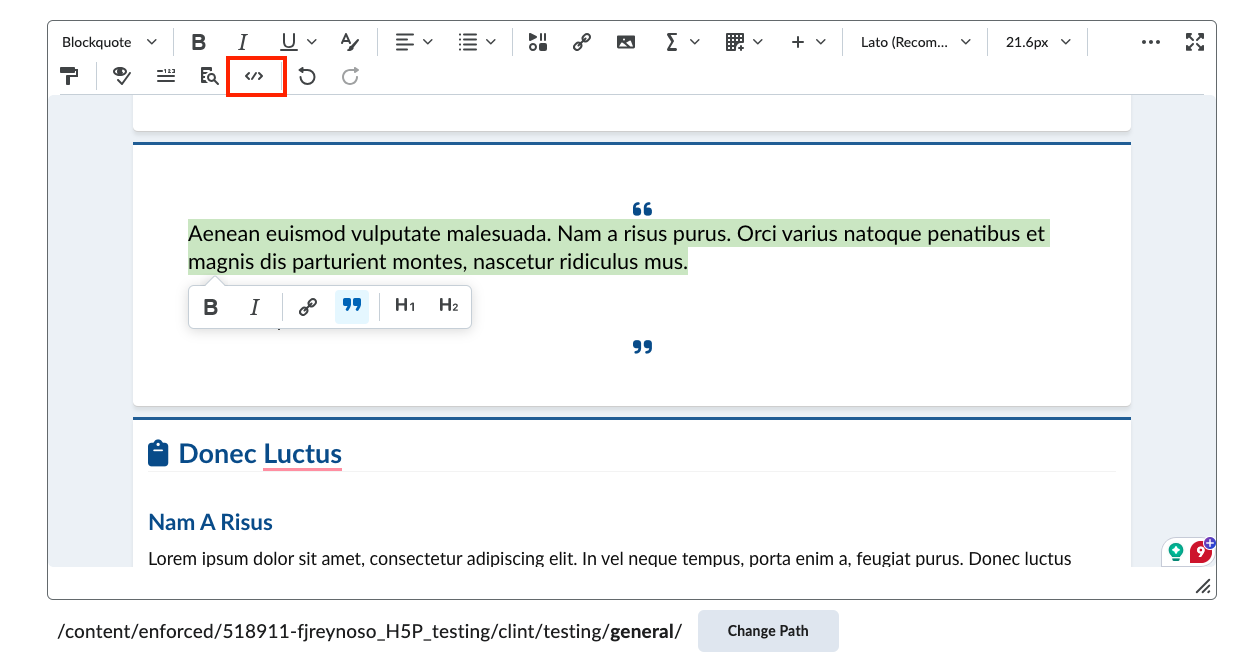 Blockquote B I U A Σ + Lato (Recom... 21.6px ...
123 </>
❝
Aenean euismod vulputate malesuada. Nam a risus purus. Orci varius natoque penatibus et
magnis dis parturient montes, nascetur ridiculus mus.
B I ❞ H1 H2
❞
Donec Luctus
Nam A Risus
Lorem ipsum dolor sit amet, consectetur adipiscing elit. In vel neque tempus, porta enim a, feugiat purus. Donec luctus
9+
/content/enforced/518911-fjreynoso_H5P_testing/clint/testing/general/ Change Path